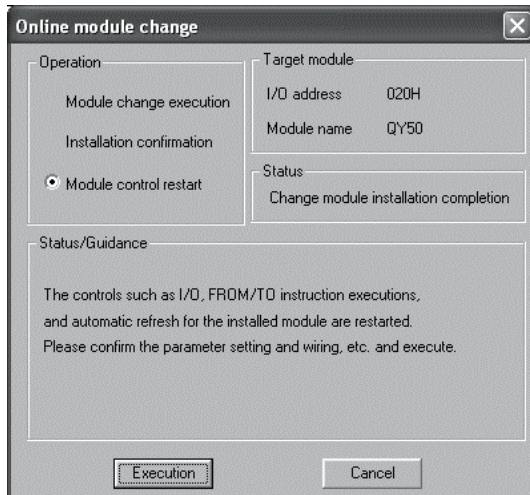 Online module change
Operation
Module change execution
Installation confirmation
Module control restart
Target module
I/O address 020H
Module name QY50
Status
Change module installation completion
Status/Guidance
The controls such as I/O, FROM/TO instruction executions,
and automatic refresh for the installed module are restarted.
Please confirm the parameter setting and wiring, etc. and execute.
Execution
Cancel